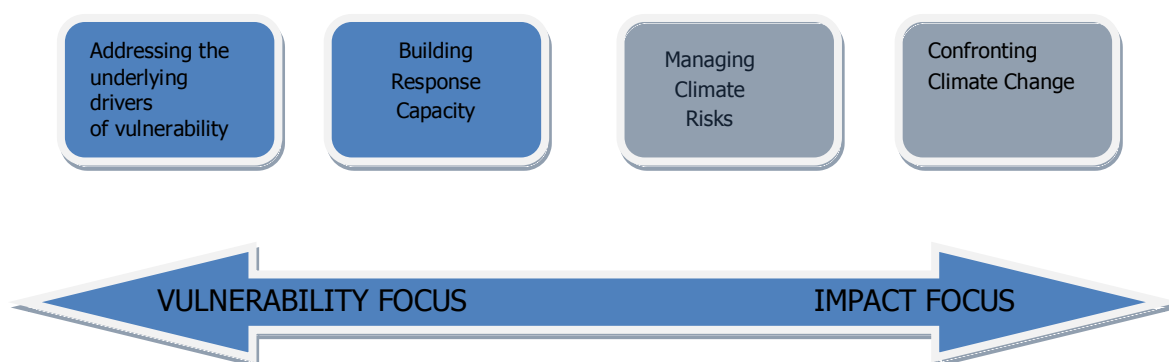 Addressing the
underlying
drivers
of vulnerability
Building
Response
Capacity
Managing
Climate
Risks
Confronting
Climate Change
VULNERABILITY FOCUS
IMPACT FOCUS